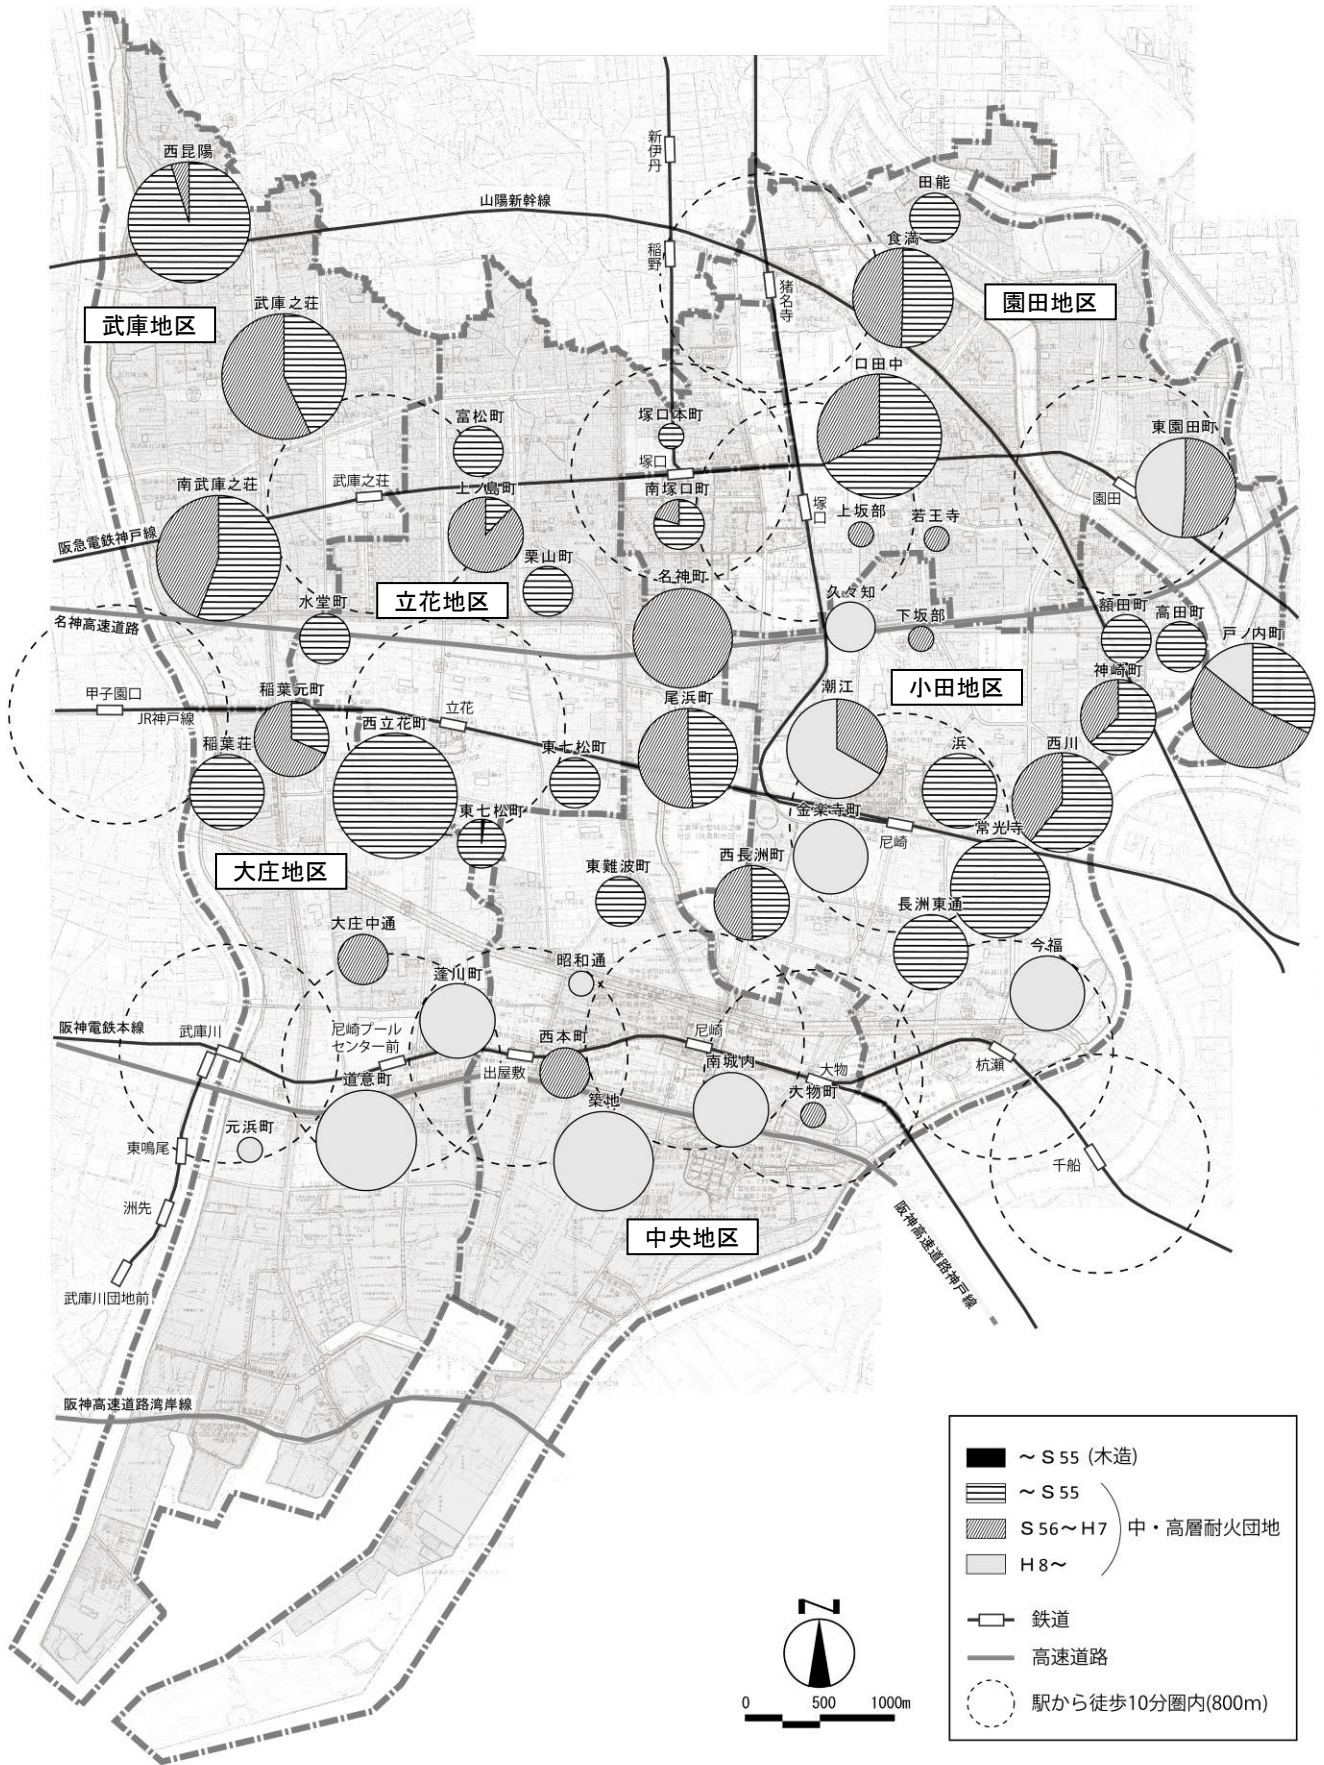 新伊丹
西昆陽
田能
山陽新幹線
食満
稲野
猪名寺
園田地区
武庫之荘
武庫地区
口田中
富松町
塚口本町
東園田町
武庫之荘
塚口
南武庫之荘
上ノ島町
南塚口町
園田
塚口
上坂部
若王寺
阪急電鉄神戸線
栗山町
名神町
久々知
立花地区
水堂町
下坂部
額田町
高田町
名神高速道路
戸ノ内町
神崎町
小田地区
潮江
稲葉元町
尾浜町
甲子園口
立花
JR神戸線
西立花町
稲葉荘
東七松町
浜
西川
東七松町
金楽寺町
尼崎
常光寺
西長洲町
大庄地区
東難波町
長洲東通
大庄中通
今福
昭和通
蓬川町
阪神電鉄本線
武庫川
尼崎プール
センター前
西本町
尼崎
出屋敷
南城内
大物
杭瀬
道意町
大物町
築地
元浜町
東鳴尾
千船
洲先
中央地区
阪神高速道路神戸線
武庫川団地前
阪神高速道路湾岸線
～S55 (木造)
～S55
S56～H7
中・高層耐火団地
H8～
N
鉄道
高速道路
0 500 1000m
駅から徒歩10分圏内(800m)